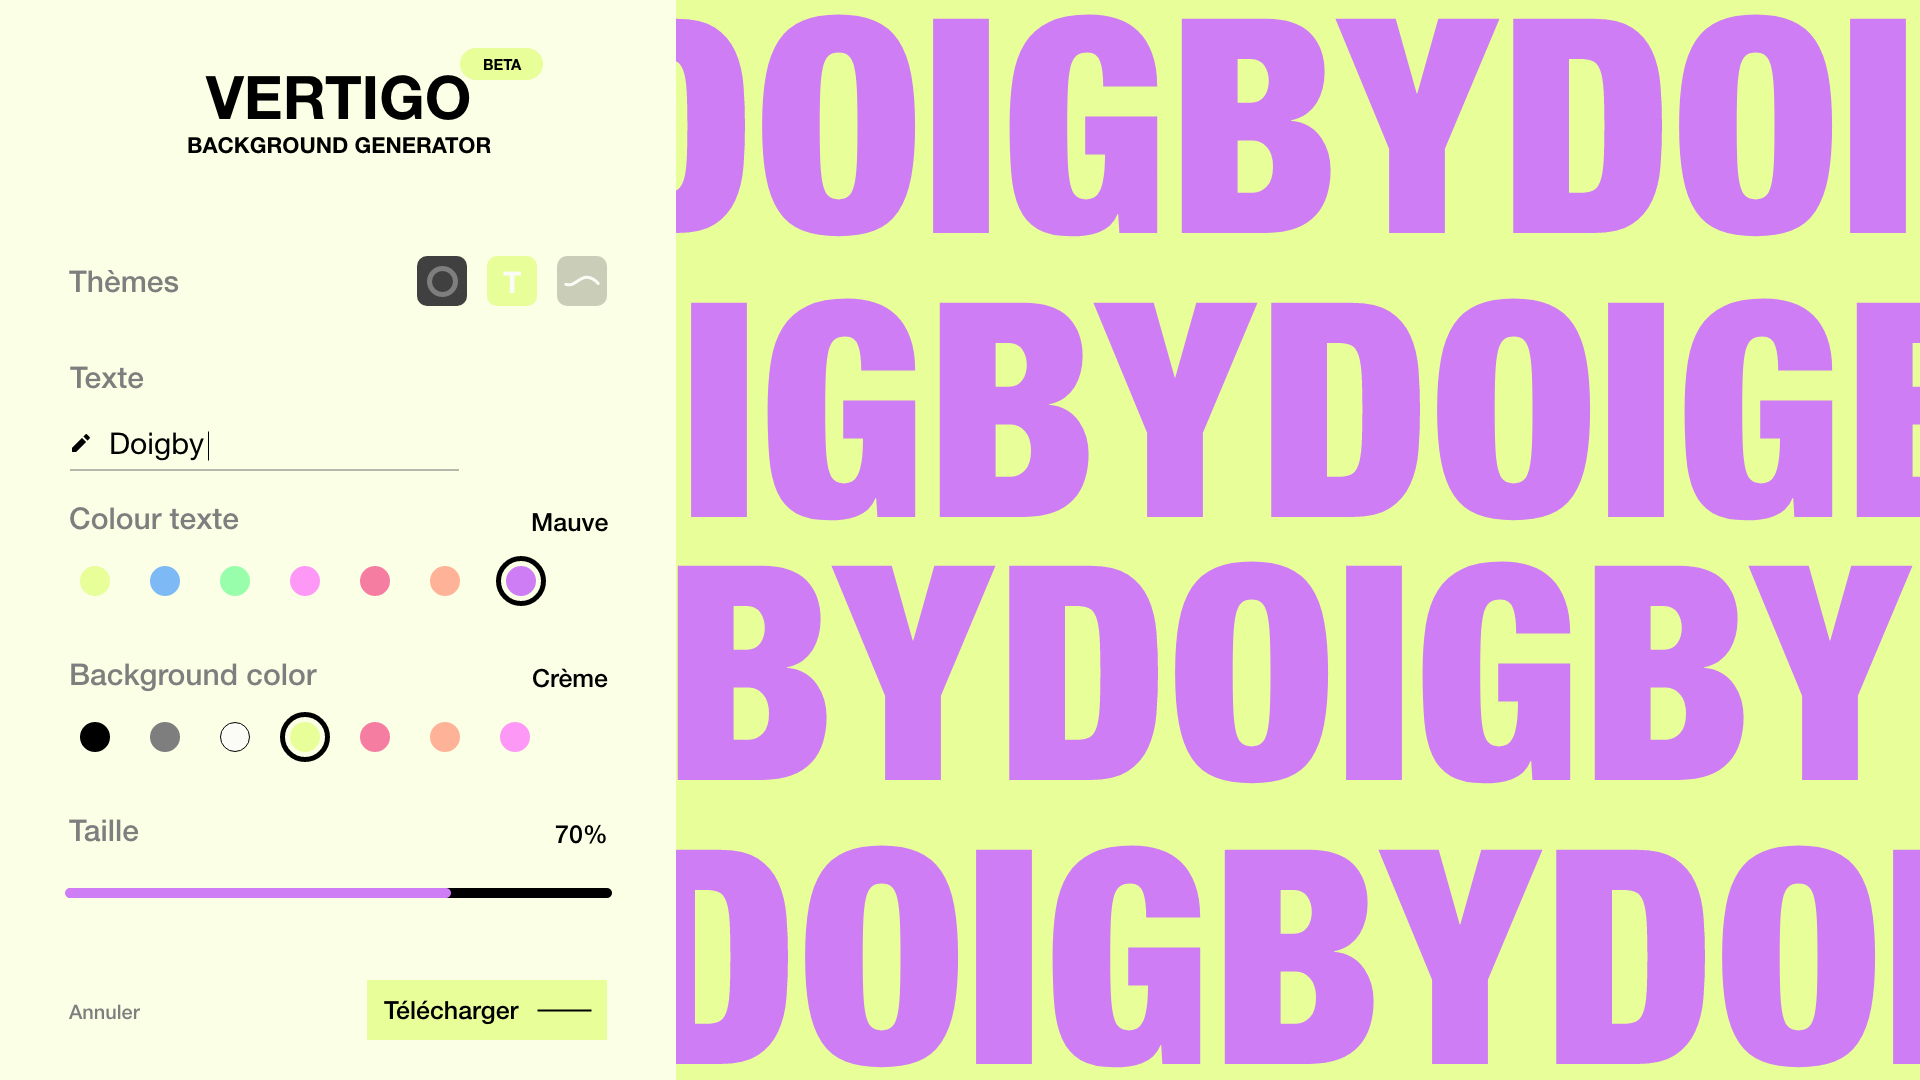 BETA
VERTIGO
BACKGROUND GENERATOR
Thèmes
T
Texte
Doigby
Colour texte
Mauve
Background color
Crème
Taille
70%
Annuler
Télécharger
DOIGBYDOI
IGBYDOIGB
BYDOIGBY
DOIGBYDOI